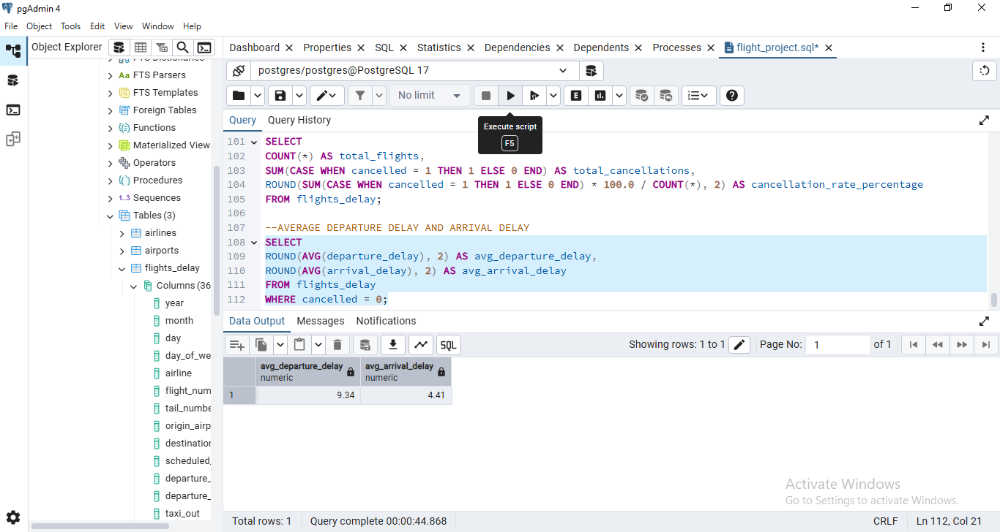 pgAdmin 4
File Object Tools Edit View Window Help
Object Explorer
Dashboard Properties SQL Statistics Dependencies Dependents Processes flight_project.sql*
postgres/postgres@PostgreSQL 17
No limit
E
Query Query History
Execute script
F5
FTS Parsers
FTS Templates
Foreign Tables
Functions
Materialized View
Operators
Procedures
1..3 Sequences
Tables (3)
airlines
airports
flights_delay
Columns (36
year
month
day
day_of_we
airline
flight_num
tail_numbe
origin_airp
destination
scheduled_
departure_
departure_
taxi_out
101 SELECT
102 COUNT(*) AS total_flights,
103 SUM(CASE WHEN cancelled = 1 THEN 1 ELSE 0 END) AS total_cancellations,
104 ROUND(SUM(CASE WHEN cancelled = 1 THEN 1 ELSE 0 END) * 100.0 / COUNT(*), 2) AS cancellation_rate_percentage
105 FROM flights_delay;
106
107 --AVERAGE DEPARTURE DELAY AND ARRIVAL DELAY
108 SELECT
109 ROUND(AVG(departure_delay), 2) AS avg_departure_delay,
110 ROUND(AVG(arrival_delay), 2) AS avg_arrival_delay
111 FROM flights_delay
112 WHERE cancelled = 0;
Data Output Messages Notifications
SQL
Showing rows: 1 to 1 Page No: 1 of 1
avg_departure_delay avg_arrival_delay
numeric numeric
1 9.34 4.41
Activate Windows
Go to Settings to activate Windows.
Total rows: 1 Query complete 00:00:44.868 CRLF Ln 112, Col 21